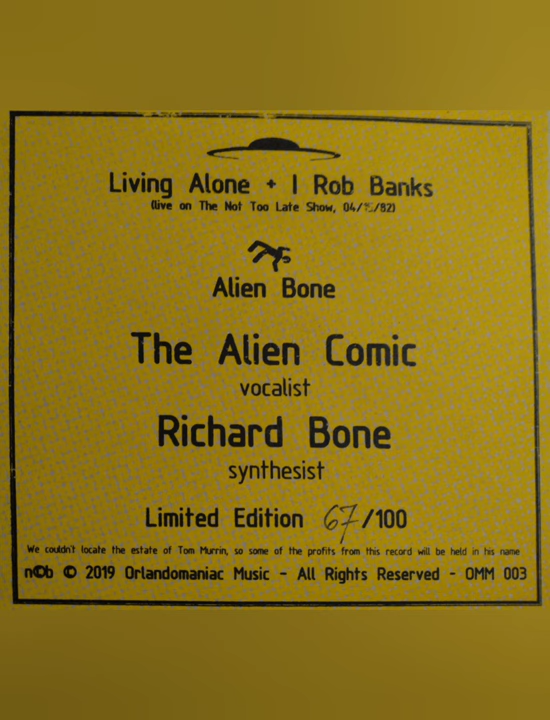 Living Alone + I Rob Banks
(live on The Not Too Late Show, 04/15/82)
Alien Bone
The Alien Comic
vocalist
Richard Bone
synthesist
Limited Edition 67/100
We couldn't locate the estate of Tom Murrin, so some of the profits from this record will be held in his name
n©b © 2019 Orlandomaniac Music - All Rights Reserved - OMM 003